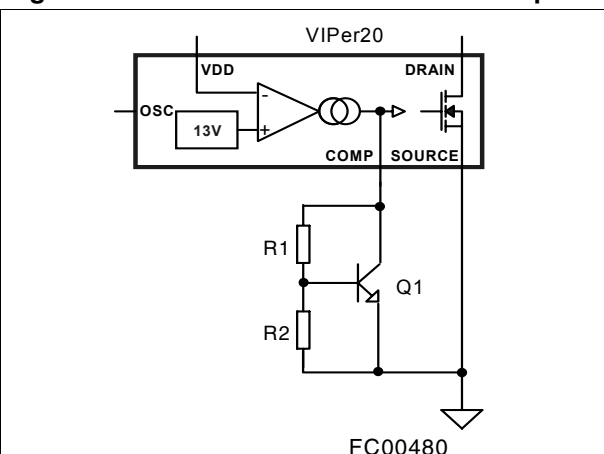 VIPer20
VDD
DRAIN
OSC
-
13V
+
COMP
SOURCE
R1
Q1
R2
FC00480